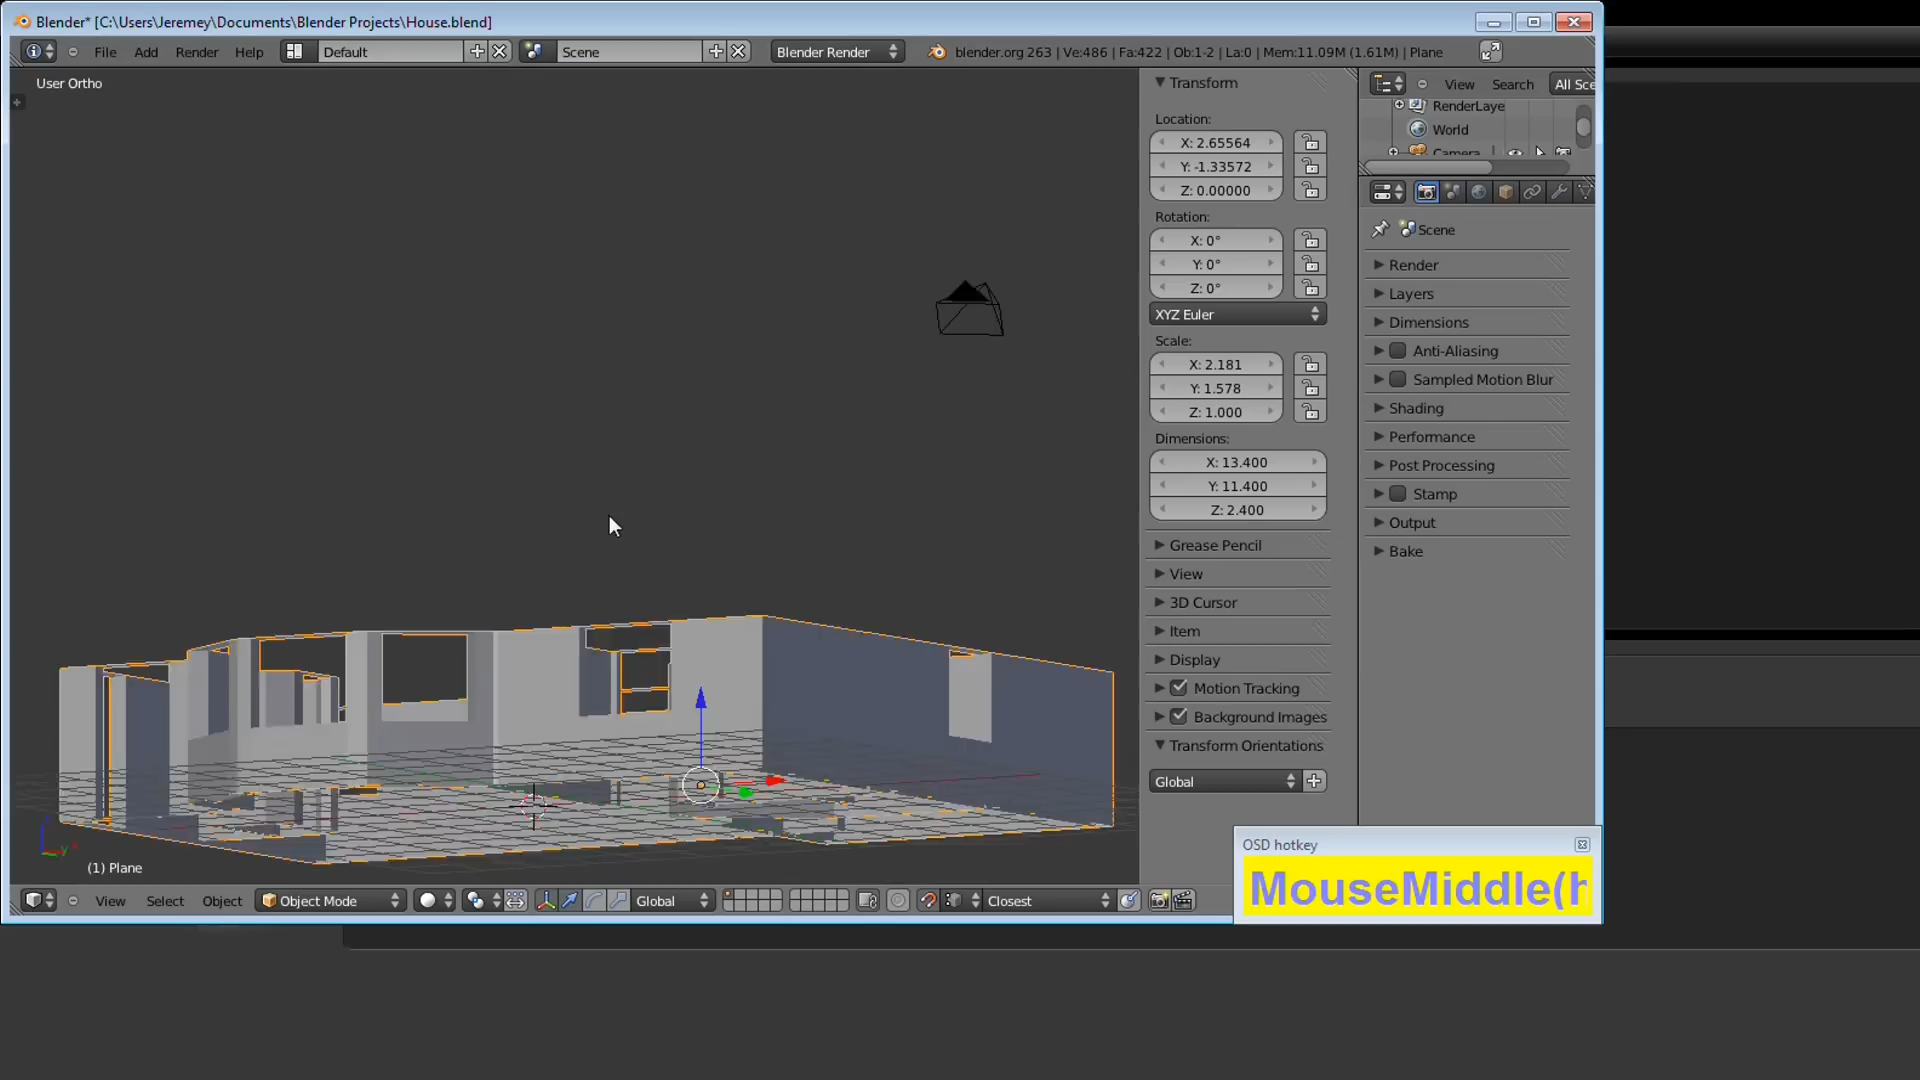 Blender* [C:\Users\Jeremey\Documents\Blender Projects\House.blend]
File Add Render Help Default Scene Blender Render blender.org 263 | Ve:486 | Fa:422 | Ob:1-2 | La:0 | Mem:11.09M (1.61M) | Plane
User Ortho
Transform
Location:
X: 2.65564
Y: -1.33572
Z: 0.00000
Rotation:
X: 0°
Y: 0°
Z: 0°
XYZ Euler
Scale:
X: 2.181
Y: 1.578
Z: 1.000
Dimensions:
X: 13.400
Y: 11.400
Z: 2.400
Grease Pencil
View
3D Cursor
Item
Display
Motion Tracking
Background Images
Transform Orientations
Global
View Search All Sce
RenderLaye
World
Camera
Scene
Render
Layers
Dimensions
Anti-Aliasing
Sampled Motion Blur
Shading
Performance
Post Processing
Stamp
Output
Bake
(1) Plane
View Select Object Object Mode Global Closest
OSD hotkey
MouseMiddle(h